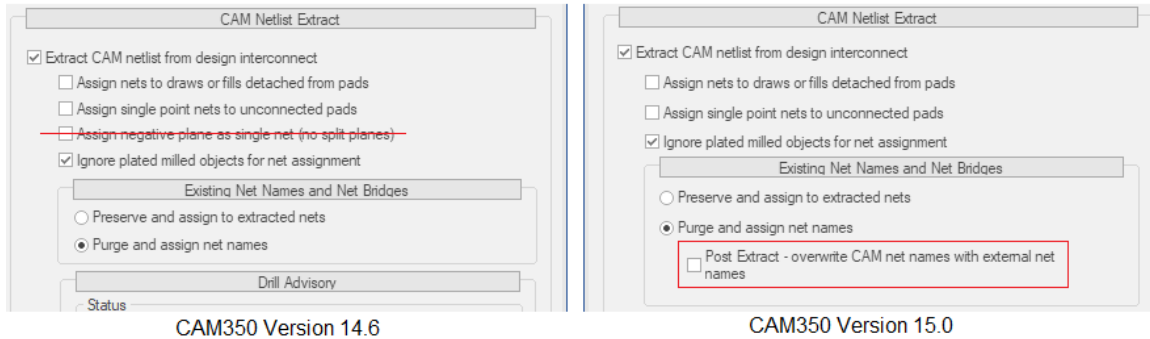 CAM Netlist Extract
Extract CAM netlist from design interconnect
Assign nets to draws or fills detached from pads
Assign single point nets to unconnected pads
Assign negative plane as single net (no split planes)
Ignore plated milled objects for net assignment
Existing Net Names and Net Bridges
Preserve and assign to extracted nets
Purge and assign net names
Drill Advisory
Status
CAM350 Version 14.6
CAM Netlist Extract
Extract CAM netlist from design interconnect
Assign nets to draws or fills detached from pads
Assign single point nets to unconnected pads
Ignore plated milled objects for net assignment
Existing Net Names and Net Bridges
Preserve and assign to extracted nets
Purge and assign net names
Post Extract - overwrite CAM net names with external net
names
CAM350 Version 15.0